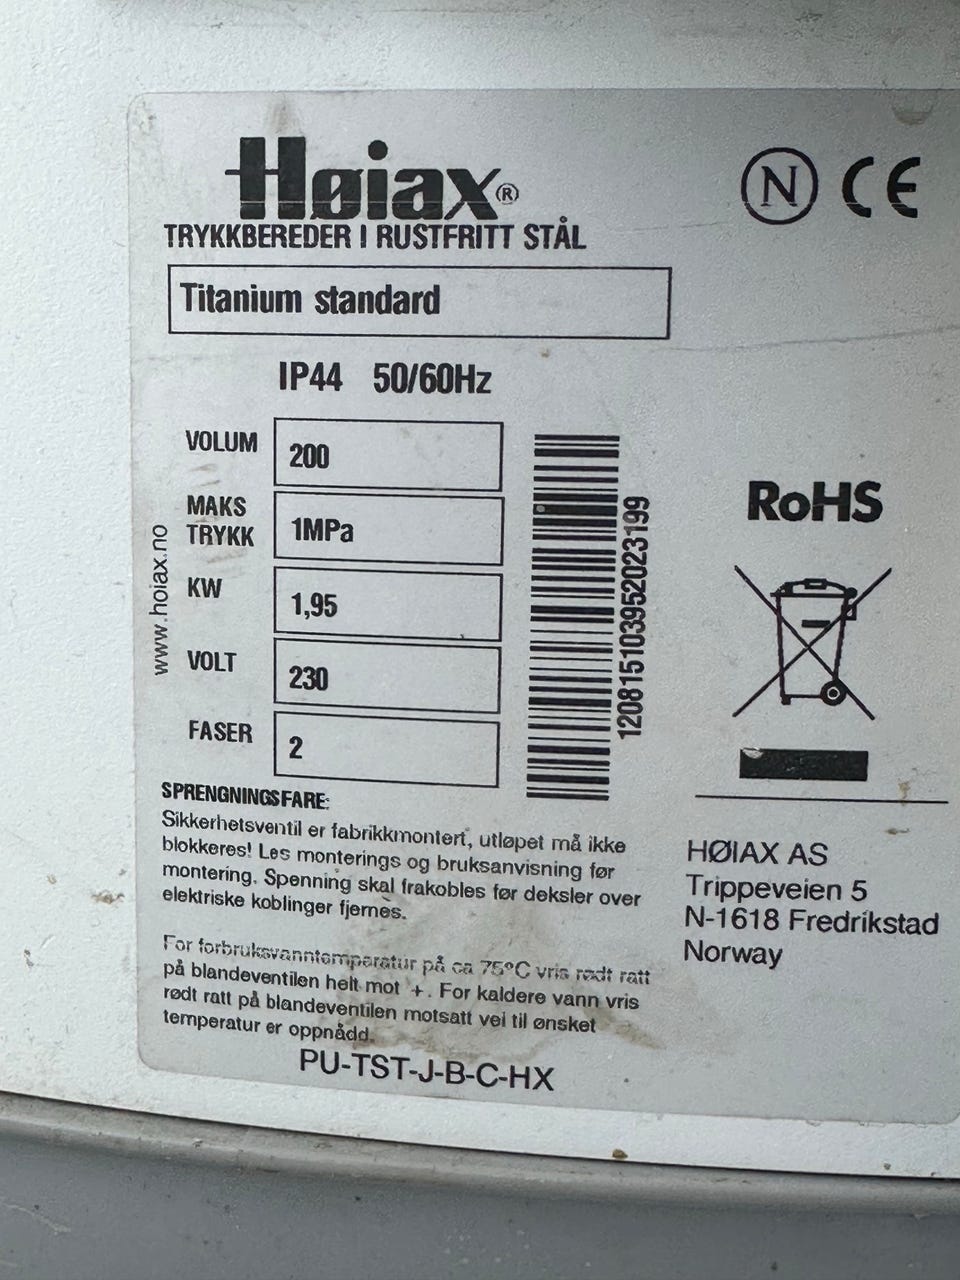 Høiax®
TRYKKBEREDER I RUSTFRITT STÅL
N CE
Titanium standard
IP44 50/60Hz
VOLUM 200
MAKS TRYKK 1MPa
KW 1,95
VOLT 230
FASER 2
www.hoiax.no
120815103952023199
RoHS
SPRENGNINGSFARE:
Sikkerhetsventil er fabrikkmontert, utløpet må ikke
blokkeres! Les monterings og bruksanvisning før
montering. Spenning skal frakobles før deksler over
elektriske koblinger fjernes.
For forbruksvanntemperatur på ca 75°C vris rødt ratt
på blandeventilen helt mot +. For kaldere vann vris
rødt ratt på blandeventilen motsatt vei til ønsket
temperatur er oppnådd.
PU-TST-J-B-C-HX
HØIAX AS
Trippeveien 5
N-1618 Fredrikstad
Norway